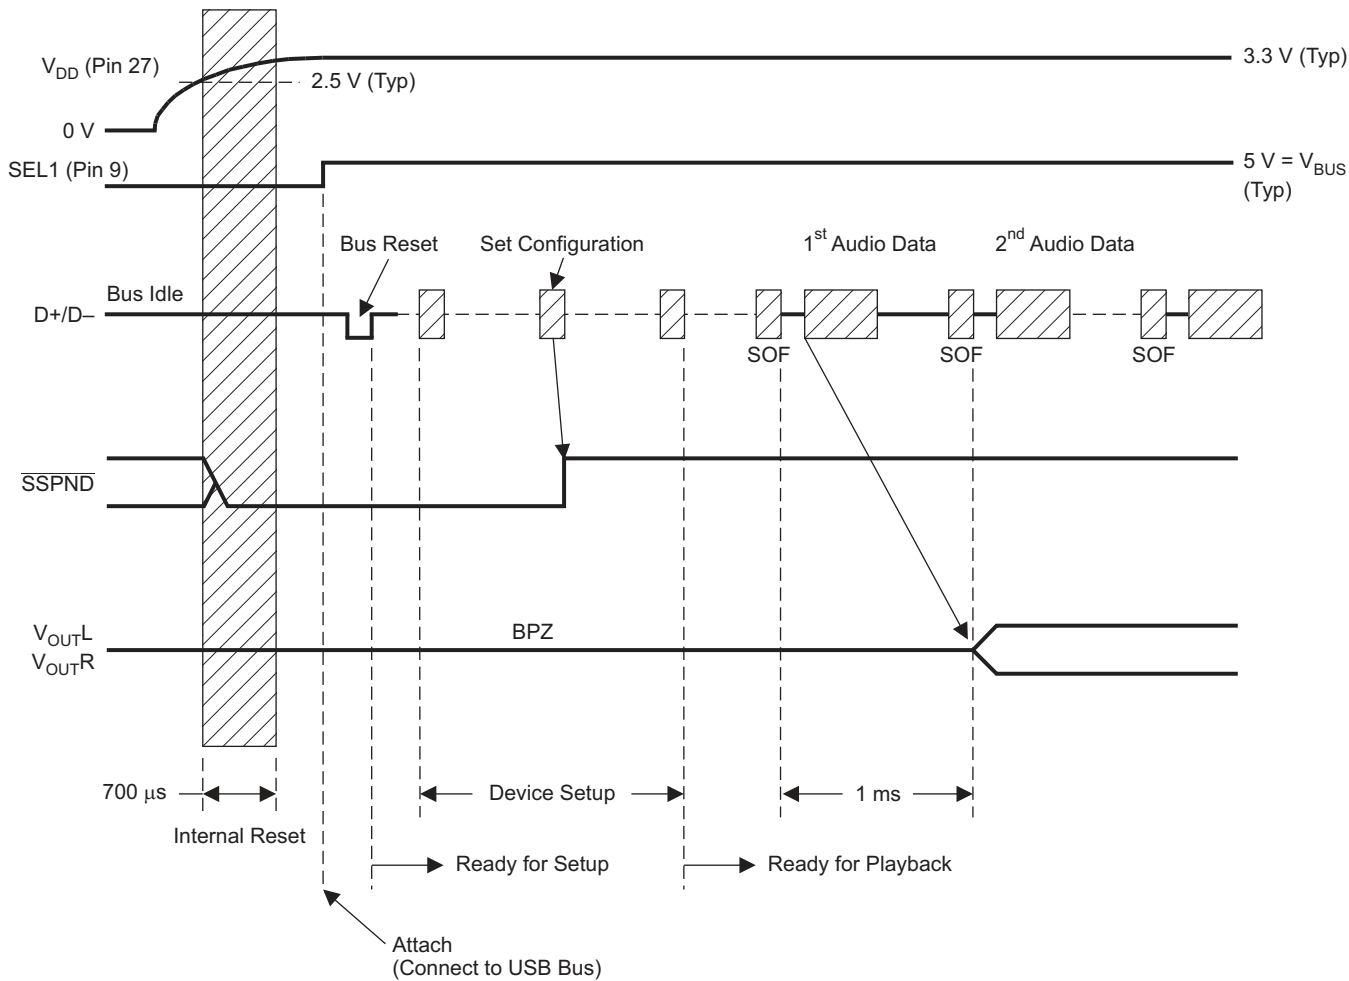 V_DD (Pin 27)
3.3 V (Typ)
2.5 V (Typ)
0 V
SEL1 (Pin 9)
5 V = V_BUS
(Typ)
Bus Reset
Set Configuration
1st Audio Data
2nd Audio Data
Bus Idle
D+/D–
SOF
SOF
SOF
SSPND
V_OUTL
V_OUTR
BPZ
700 μs
Device Setup
1 ms
Internal Reset
Ready for Setup
Ready for Playback
Attach
(Connect to USB Bus)